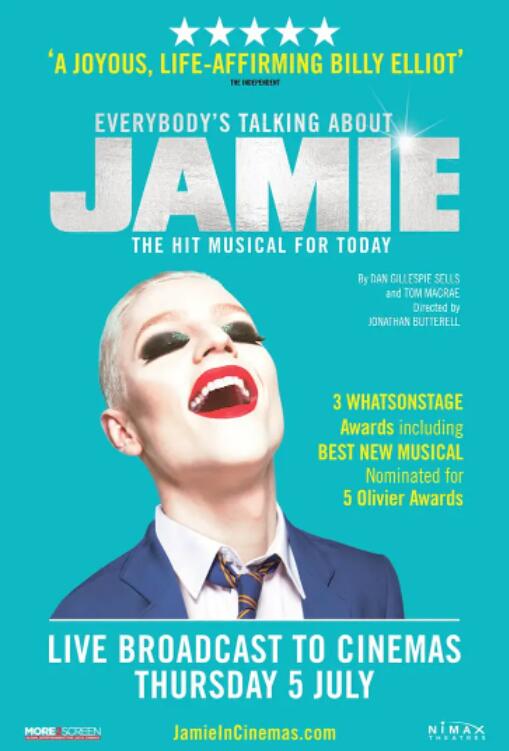 ‘A JOYOUS, LIFE-AFFIRMING BILLY ELLIOT’
THE INDEPENDENT
EVERYBODY’S TALKING ABOUT
JAMIE
THE HIT MUSICAL FOR TODAY
By DAN GILLESPIE SELLS
and TOM MACRAE
Directed by
JONATHAN BUTTERELL
3 WHATSONSTAGE
Awards including
BEST NEW MUSICAL
Nominated for
5 Olivier Awards
LIVE BROADCAST TO CINEMAS
THURSDAY 5 JULY
MORE2SCREEN
JamieInCinemas.com
NIMAX
THEATRES